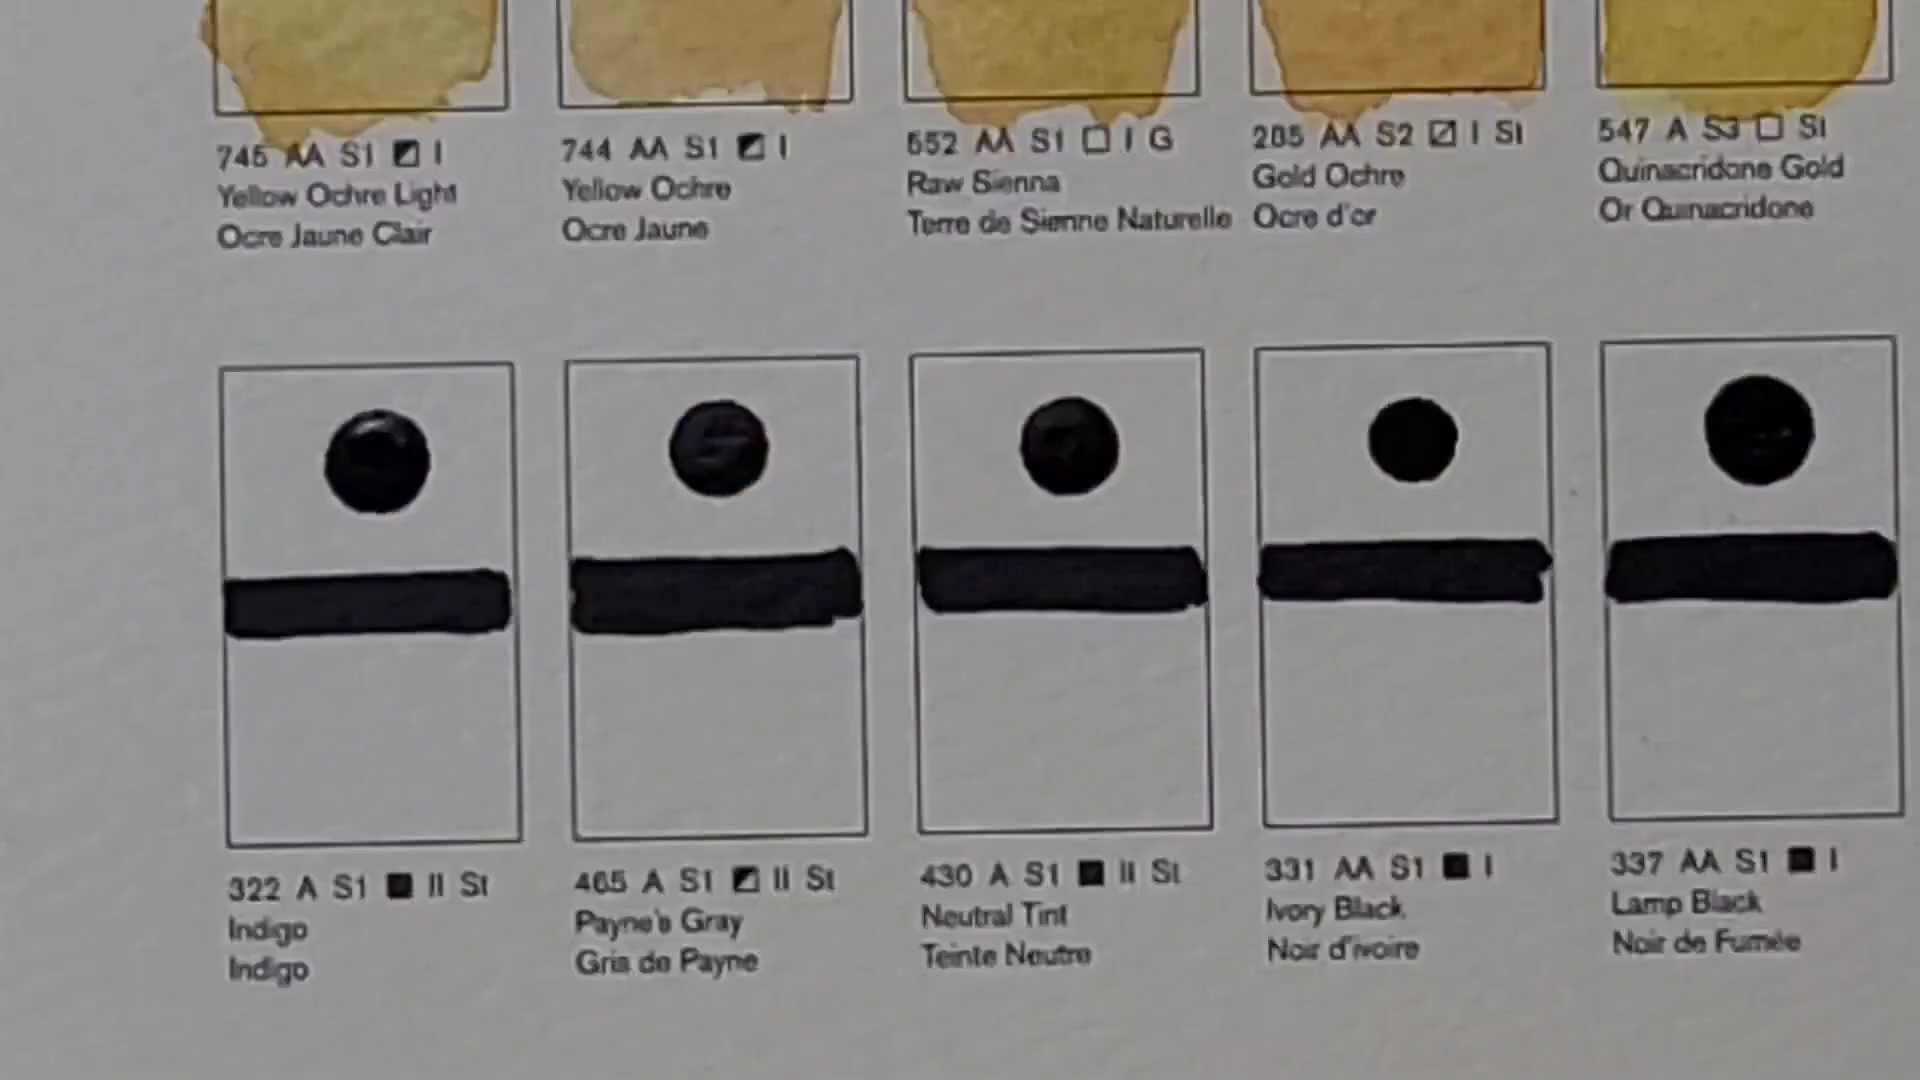 745 AA S1 I
Yellow Ochre Light
Ocre Jaune Clair
744 AA S1 I
Yellow Ochre
Ocre Jaune
552 AA S1 I G
Raw Sienna
Terre de Sienne Naturelle
285 AA S2 I St
Gold Ochre
Ocre d'or
547 A S3 St
Quinacridone Gold
Or Quinacridone
322 A S1 II St
Indigo
Indigo
465 A S1 II St
Payne's Gray
Gris de Payne
430 A S1 II St
Neutral Tint
Teinte Neutre
331 AA S1 I
Ivory Black
Noir d'ivoire
337 AA S1 I
Lamp Black
Noir de Fumée